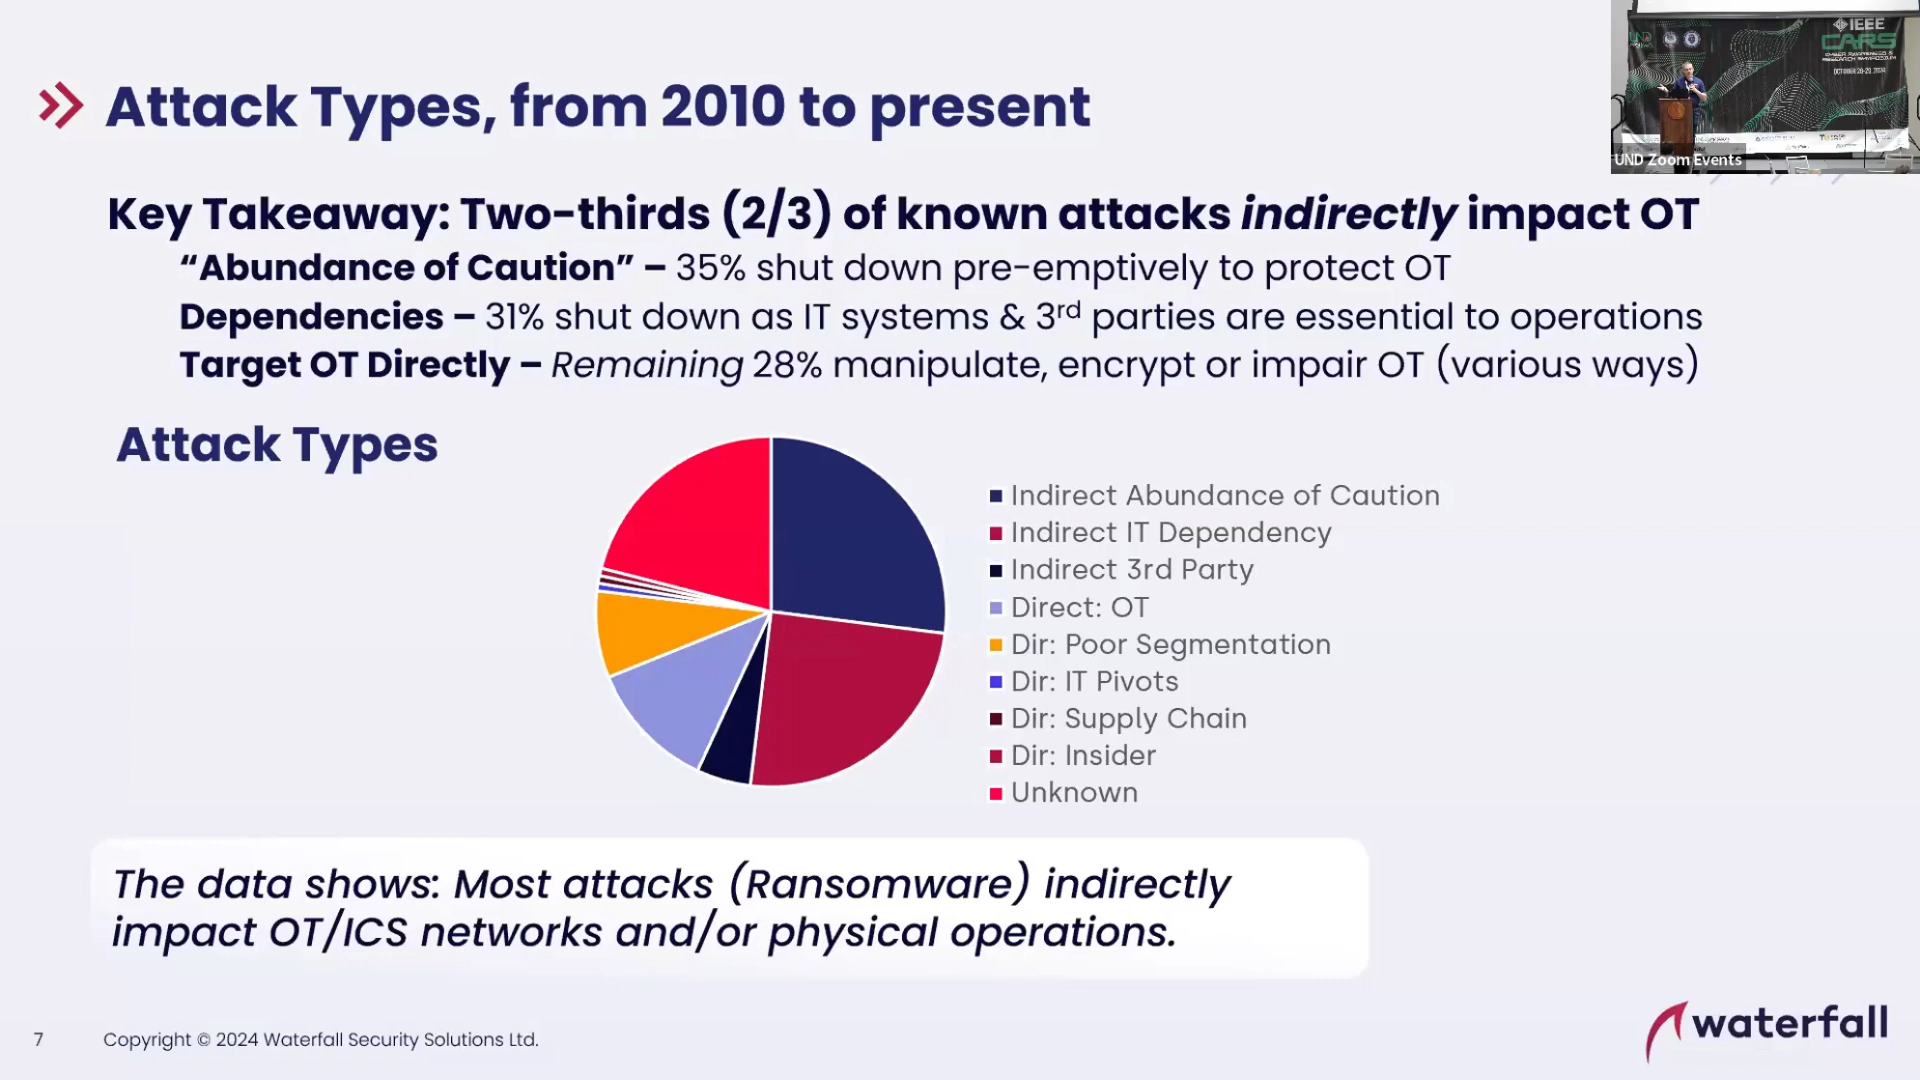 Attack Types, from 2010 to present
IEEE
CARS
UND Zoom Events
Key Takeaway: Two-thirds (2/3) of known attacks indirectly impact OT
“Abundance of Caution” – 35% shut down pre-emptively to protect OT
Dependencies – 31% shut down as IT systems & 3rd parties are essential to operations
Target OT Directly – Remaining 28% manipulate, encrypt or impair OT (various ways)
Attack Types
Indirect Abundance of Caution
Indirect IT Dependency
Indirect 3rd Party
Direct: OT
Dir: Poor Segmentation
Dir: IT Pivots
Dir: Supply Chain
Dir: Insider
Unknown
The data shows: Most attacks (Ransomware) indirectly
impact OT/ICS networks and/or physical operations.
7
Copyright © 2024 Waterfall Security Solutions Ltd.
waterfall